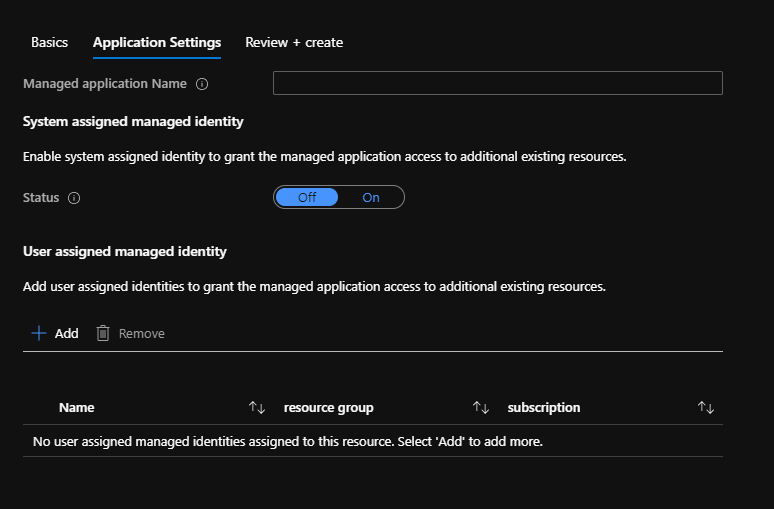 Basics Application Settings Review + create
Managed application Name
System assigned managed identity
Enable system assigned identity to grant the managed application access to additional existing resources.
Status Off On
User assigned managed identity
Add user assigned identities to grant the managed application access to additional existing resources.
Add Remove
Name resource group subscription
No user assigned managed identities assigned to this resource. Select 'Add' to add more.